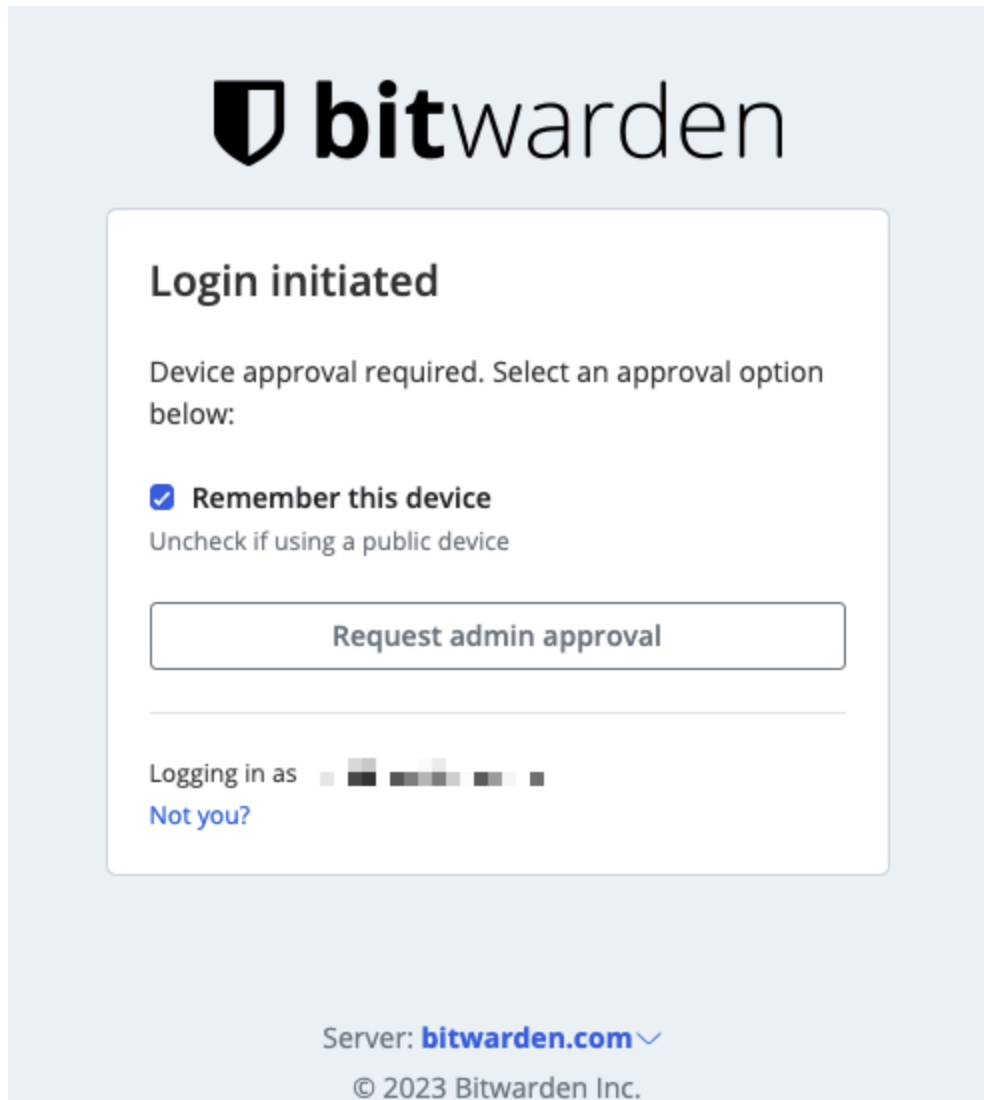 bitwarden
Login initiated
Device approval required. Select an approval option
below:
Remember this device
Uncheck if using a public device
Request admin approval
Logging in as
Not you?
Server: bitwarden.com
© 2023 Bitwarden Inc.